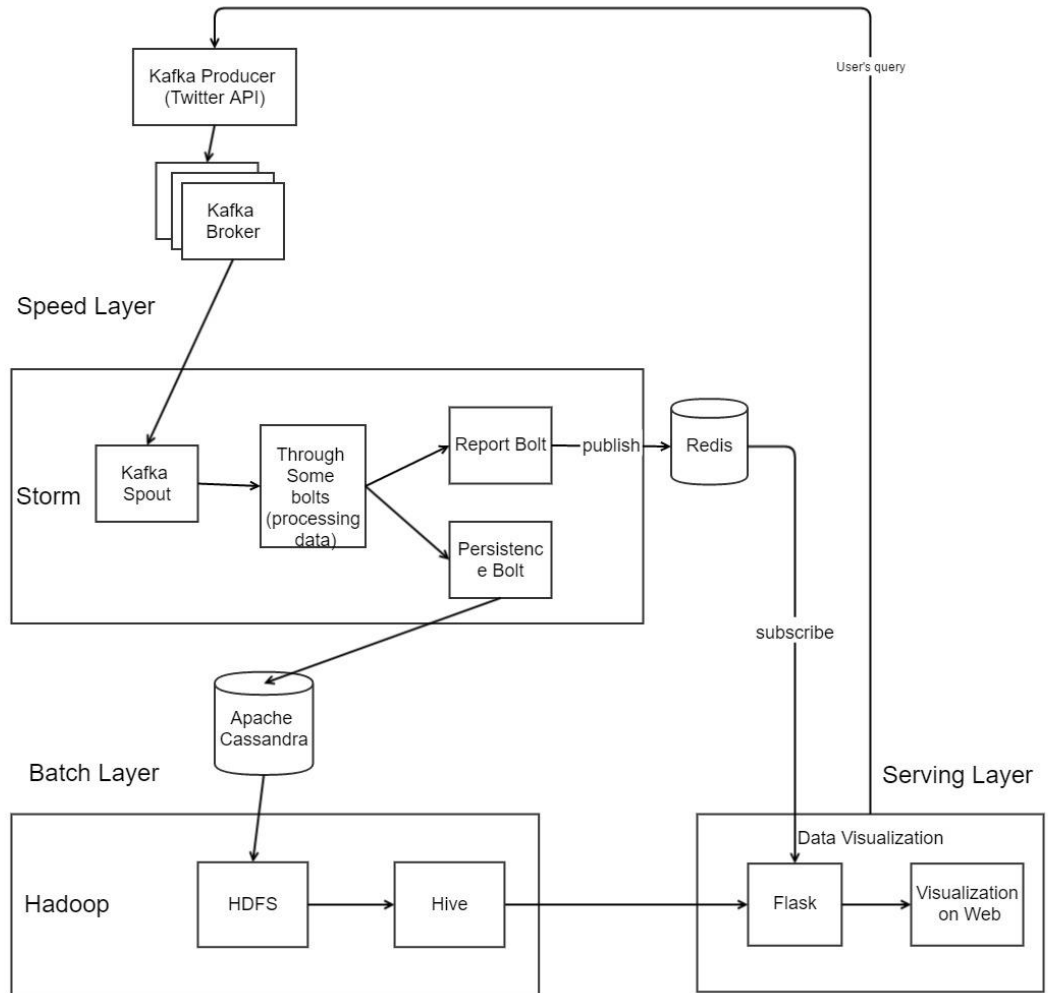 User's query
Kafka Producer
(Twitter API)
Kafka
Broker
Speed Layer
Storm
Kafka
Spout
Through
Some
bolts
(processing
data)
Report Bolt
publish
Redis
Persistenc
e Bolt
subscribe
Apache
Cassandra
Batch Layer
Serving Layer
Hadoop
HDFS
Hive
Data Visualization
Flask
Visualization
on Web